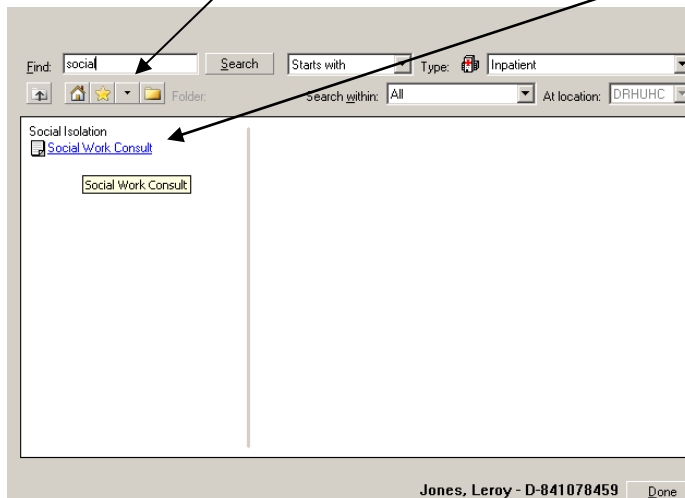 Find: social Search Starts with Type: Inpatient
Folder: Search within: All At location: DRHUHC
Social Isolation
Social Work Consult
Social Work Consult
Jones, Leroy - D-841078459 Done